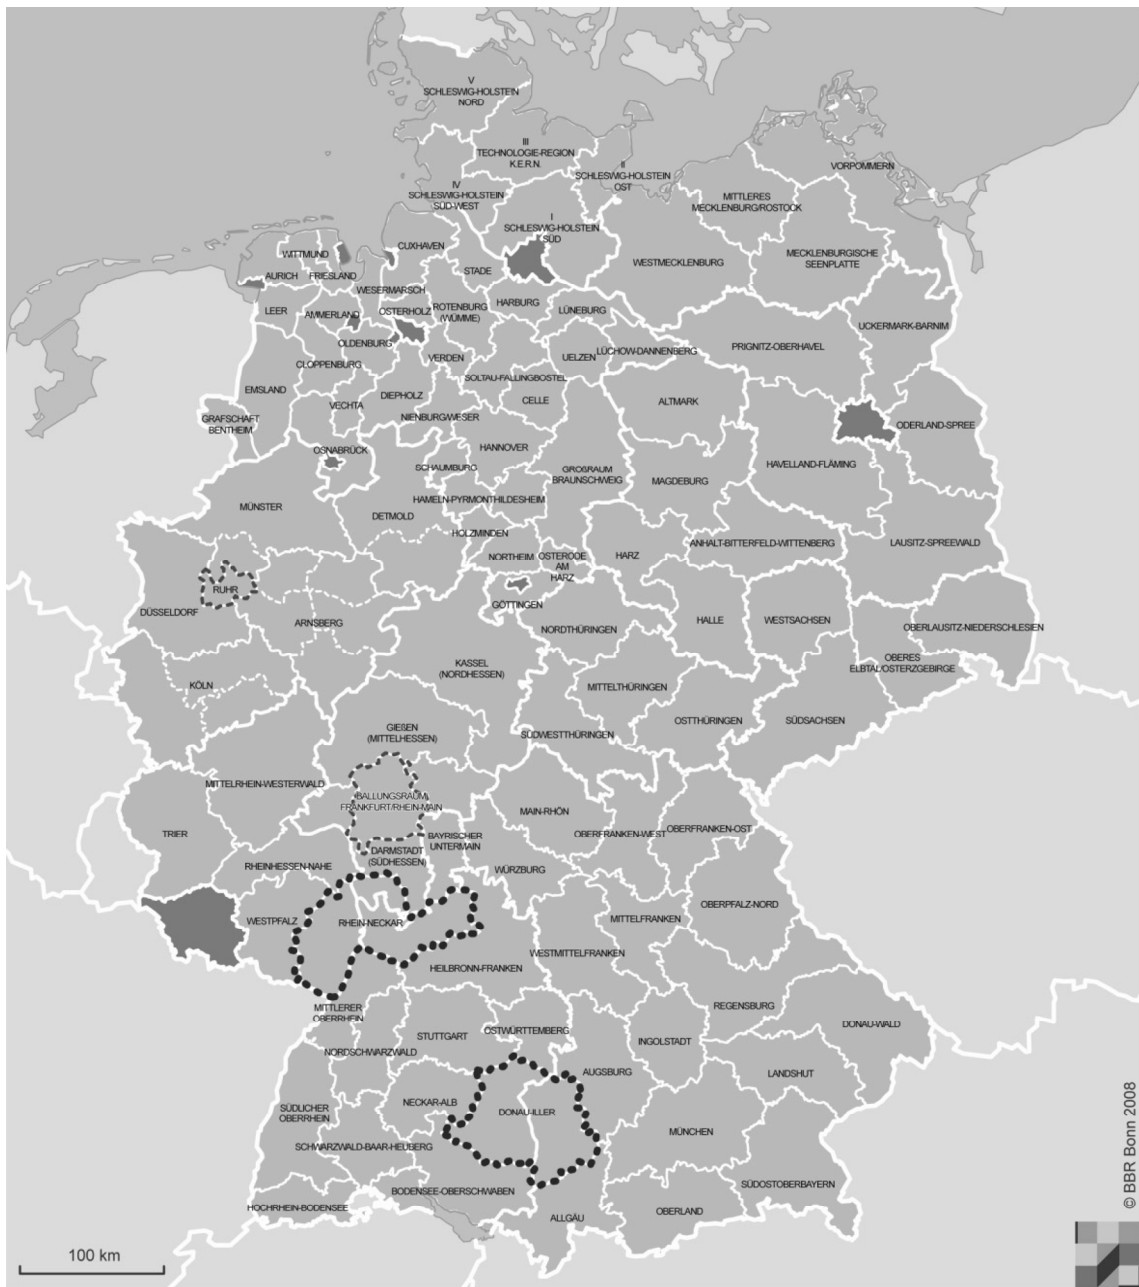 V
SCHLESWIG-HOLSTEIN
NORD
III
TECHNOLOGIE-REGION
K.E.R.N.
II
SCHLESWIG-HOLSTEIN
OST
IV
SCHLESWIG-HOLSTEIN
SÜD-WEST
I
SCHLESWIG-HOLSTEIN
SÜD
VORPOMMERN
MITTLERES
MECKLENBURG/ROSTOCK
MECKLENBURGISCHE
SEENPLATTE
WESTMECKLENBURG
CUXHAVEN
WITTMUND
AURICH
FRIESLAND
STADE
WESERMARSCH
LEER
AMMERLAND
OSTERHOLZ
ROTENBURG
(WÜMME)
HARBURG
LÜNEBURG
UCKERMARK-BARNIM
OLDENBURG
PRIGNITZ-OBERHAVEL
CLOPPENBURG
VERDEN
UELZEN
LÜCHOW-DANNENBERG
SOLTAU-FALLINGBOSTEL
EMSLAND
DIEPHOLZ
CELLE
ALTMARK
VECHTA
NIENBURG/WESER
GRAFSCHAFT
BENTHEIM
ODERLAND-SPREE
OSNABRÜCK
HANNOVER
HAVELLAND-FLÄMING
SCHAUMBURG
GROßRAUM
BRAUNSCHWEIG
MAGDEBURG
HAMELN-PYRMONT
HILDESHEIM
MÜNSTER
DETMOLD
HOLZMINDEN
ANHALT-BITTERFELD-WITTENBERG
LAUSITZ-SPREEWALD
NORTHEIM
OSTERODE
AM
HARZ
HARZ
RUHR
GÖTTINGEN
DÜSSELDORF
ARNSBERG
NORDTHÜRINGEN
HALLE
WESTSACHSEN
OBERLAUSITZ-NIEDERSCHLESIEN
OBERES
ELBTAL/OSTERZGEBIRGE
KASSEL
(NORDHESSEN)
KÖLN
MITTELTHÜRINGEN
OSTTHÜRINGEN
SÜDSACHSEN
GIEßEN
(MITTELHESSEN)
SÜDWESTTHÜRINGEN
MITTELRHEIN-WESTERWALD
BALLUNGSRAUM
FRANKFURT/RHEIN-MAIN
MAIN-RHÖN
TRIER
OBERFRANKEN-WEST
OBERFRANKEN-OST
BAYRISCHER
UNTERMAIN
DARMSTADT
(SÜDHESSEN)
RHEINHESSEN-NAHE
WÜRZBURG
OBERPFALZ-NORD
WESTPFALZ
RHEIN-NECKAR
MITTELFRANKEN
WESTMITTELFRANKEN
HEILBRONN-FRANKEN
MITTLERER
OBERRHEIN
REGENSBURG
DONAU-WALD
STUTTGART
OSTWÜRTTEMBERG
INGOLSTADT
NORDSCHWARZWALD
AUGSBURG
LANDSHUT
NECKAR-ALB
DONAU-ILLER
SÜDLICHER
OBERRHEIN
MÜNCHEN
SCHWARZWALD-BAAR-HEUBERG
SÜDOSTOBERBAYERN
BODENSEE-OBERSCHWABEN
HOCHRHEIN-BODENSEE
ALLGÄU
OBERLAND
100 km
© BBR Bonn 2008